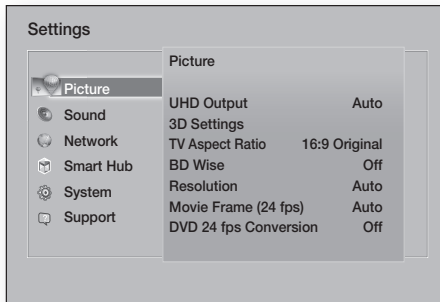 Settings
Picture
Sound
Network
Smart Hub
System
Support
Picture
UHD Output Auto
3D Settings
TV Aspect Ratio 16:9 Original
BD Wise Off
Resolution Auto
Movie Frame (24 fps) Auto
DVD 24 fps Conversion Off